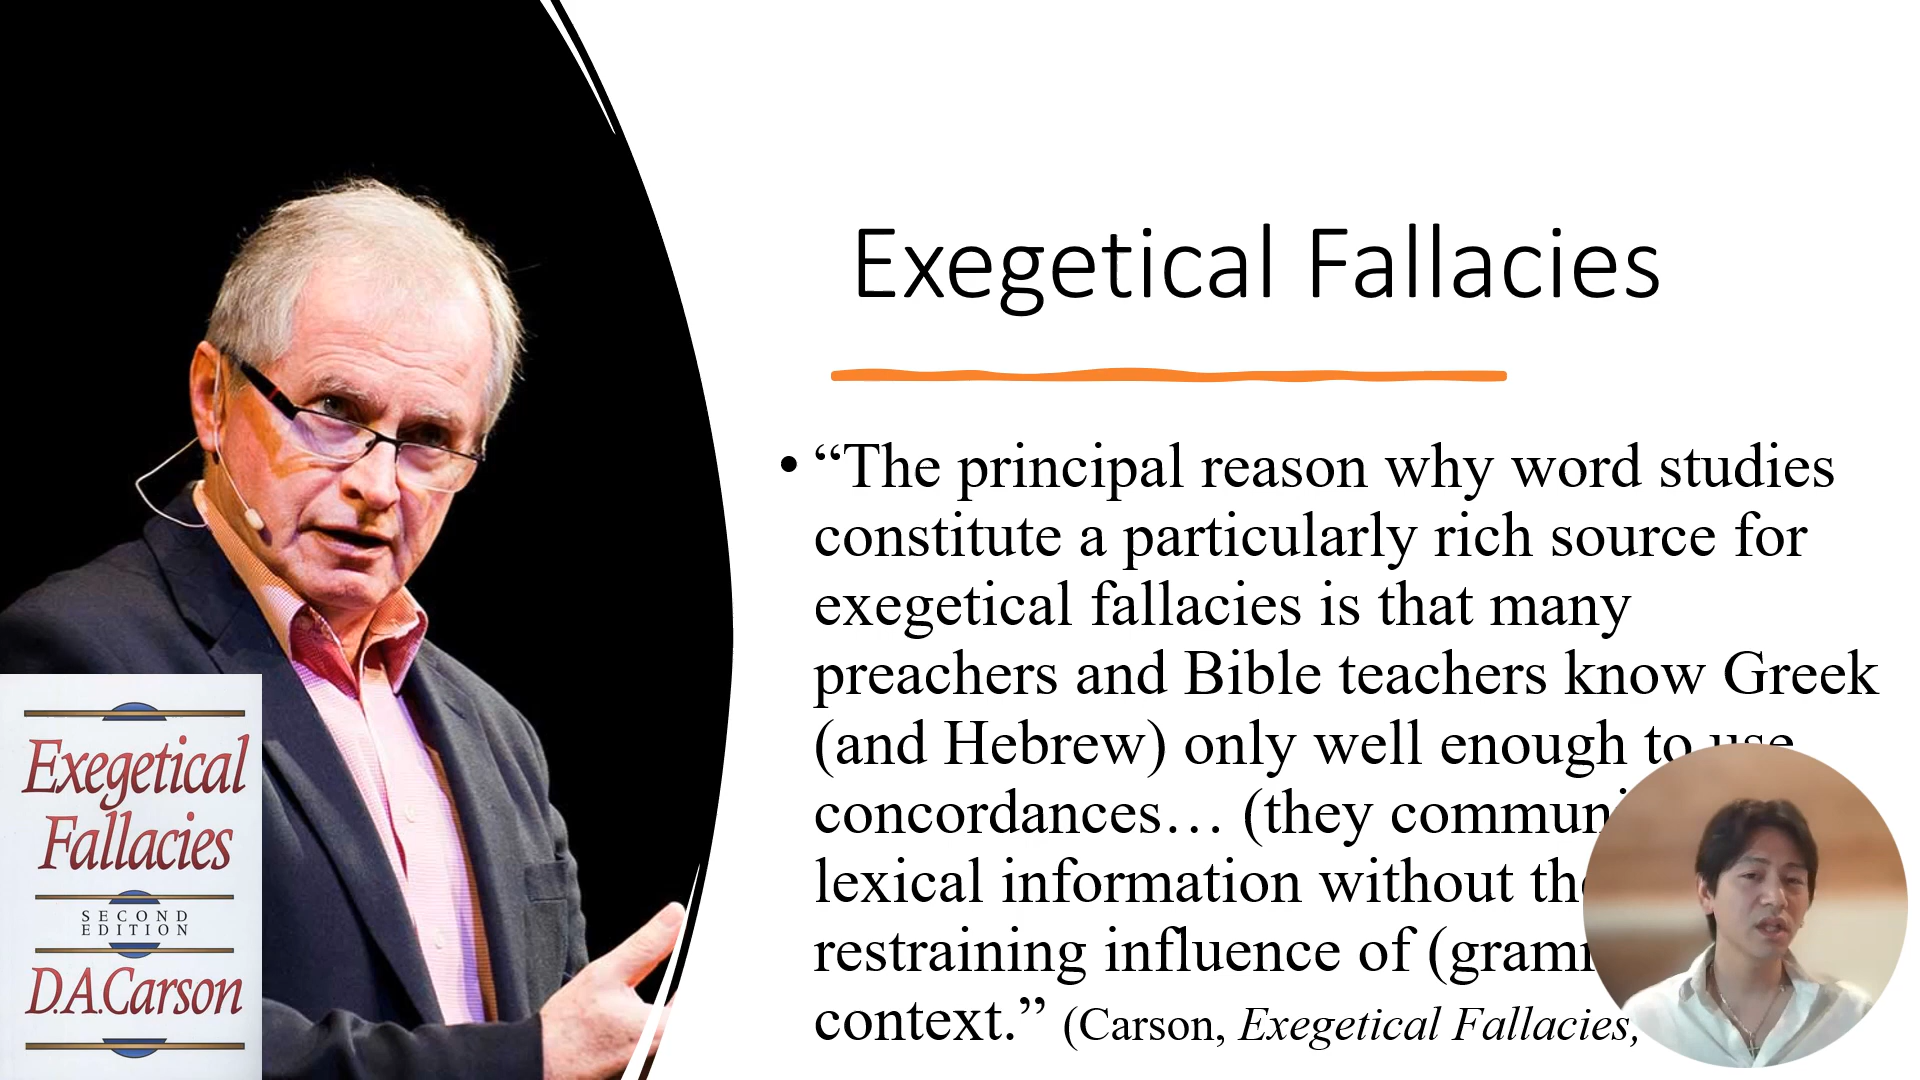 Exegetical Fallacies
• “The principal reason why word studies
constitute a particularly rich source for
exegetical fallacies is that many
preachers and Bible teachers know Greek
(and Hebrew) only well enough to use
concordances… (they
lexical information without
restraining influence of
context.” (Carson, Exegetical Fallacies,
Exegetical
Fallacies
SECOND
EDITION
D.A.Carson